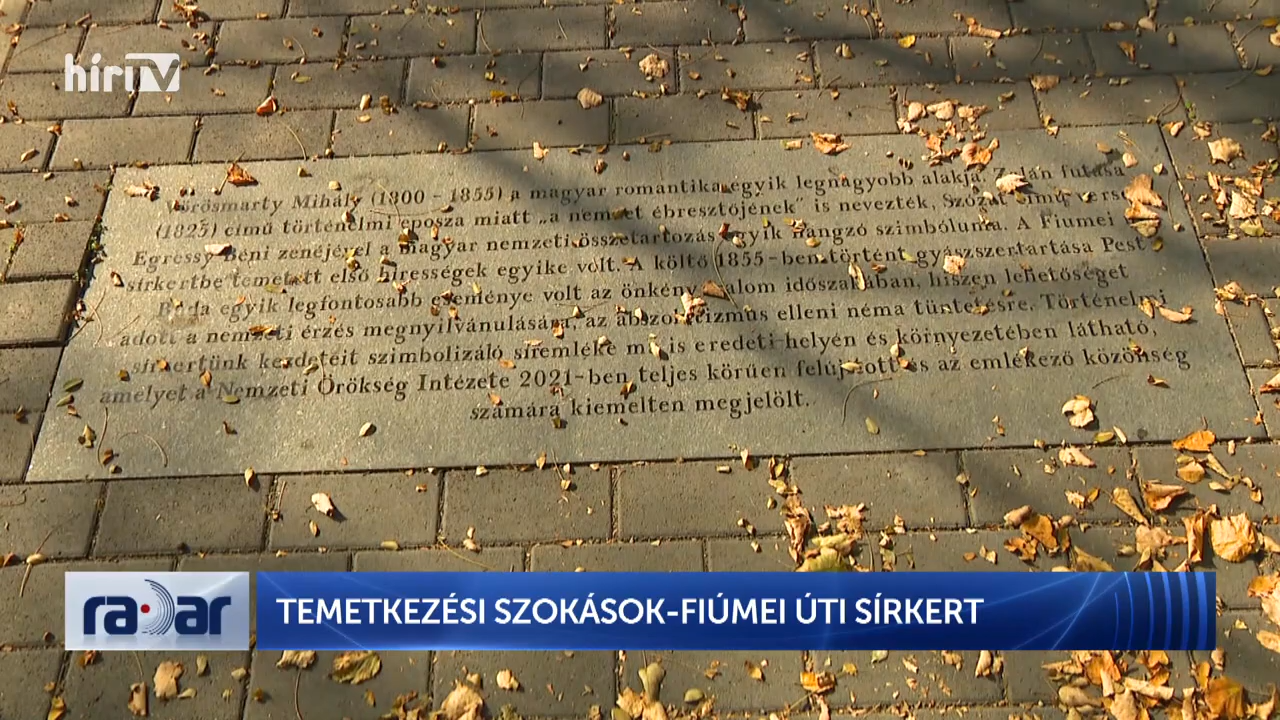 hírTV
Vörösmarty Mihály (1800 – 1855) a magyar romantika egyik legnagyobb alakja. Zalán futása
(1825) című történelmi eposza miatt „a nemzet ébresztőjének” is nevezték, Szózat című verse
Egressy Béni zenéjével a magyar nemzeti összetartozás egyik hangzó szimbóluma. A Fiumei
sírkertbe temetett első hírességek egyike volt. A költő 1855-ben történt gyászszertartása Pest-
Buda egyik legfontosabb eseménye volt az önkényuralom időszakában, hiszen lehetőséget
adott a nemzeti érzés megnyilvánulására, az abszolutizmus elleni néma tüntetésre. Történelmi
sírkertünk kezdeteit szimbolizáló síremléke ma is eredeti helyén és környezetében látható,
amelyet a Nemzeti Örökség Intézete 2021-ben teljes körűen felújított és az emlékező közönség
számára kiemelten megjelölt.
radar
TEMETKEZÉSI SZOKÁSOK-FIÚMEI ÚTI SÍRKERT